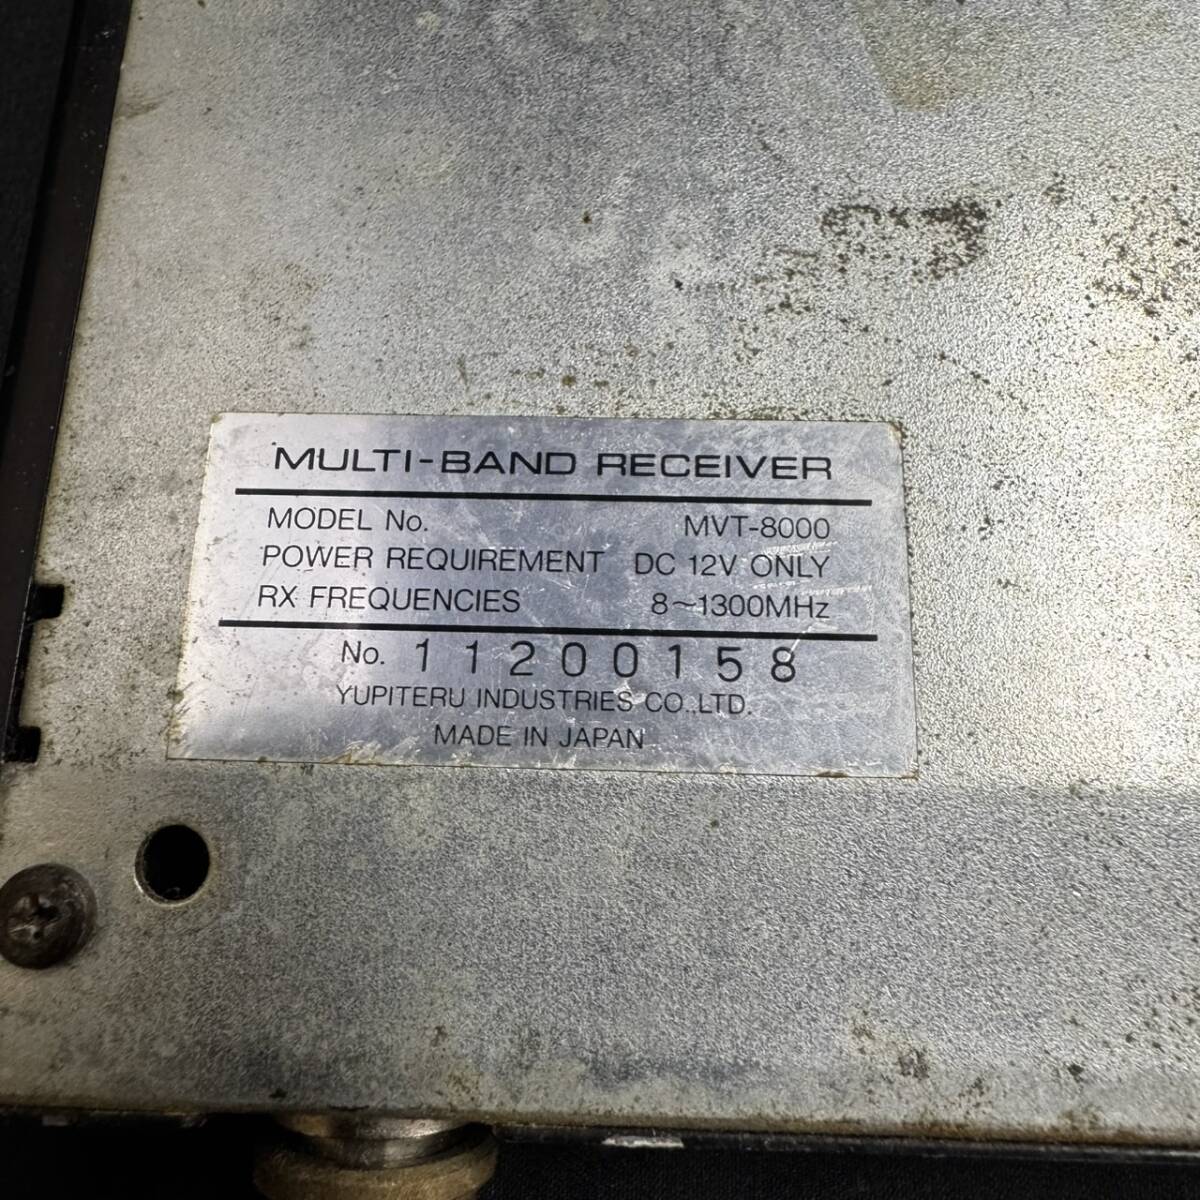 MULTI-BAND RECEIVER
MODEL No. MVT-8000
POWER REQUIREMENT DC 12V ONLY
RX FREQUENCIES 8~1300MHz
No. 11200158
YUPITERU INDUSTRIES CO.,LTD.
MADE IN JAPAN